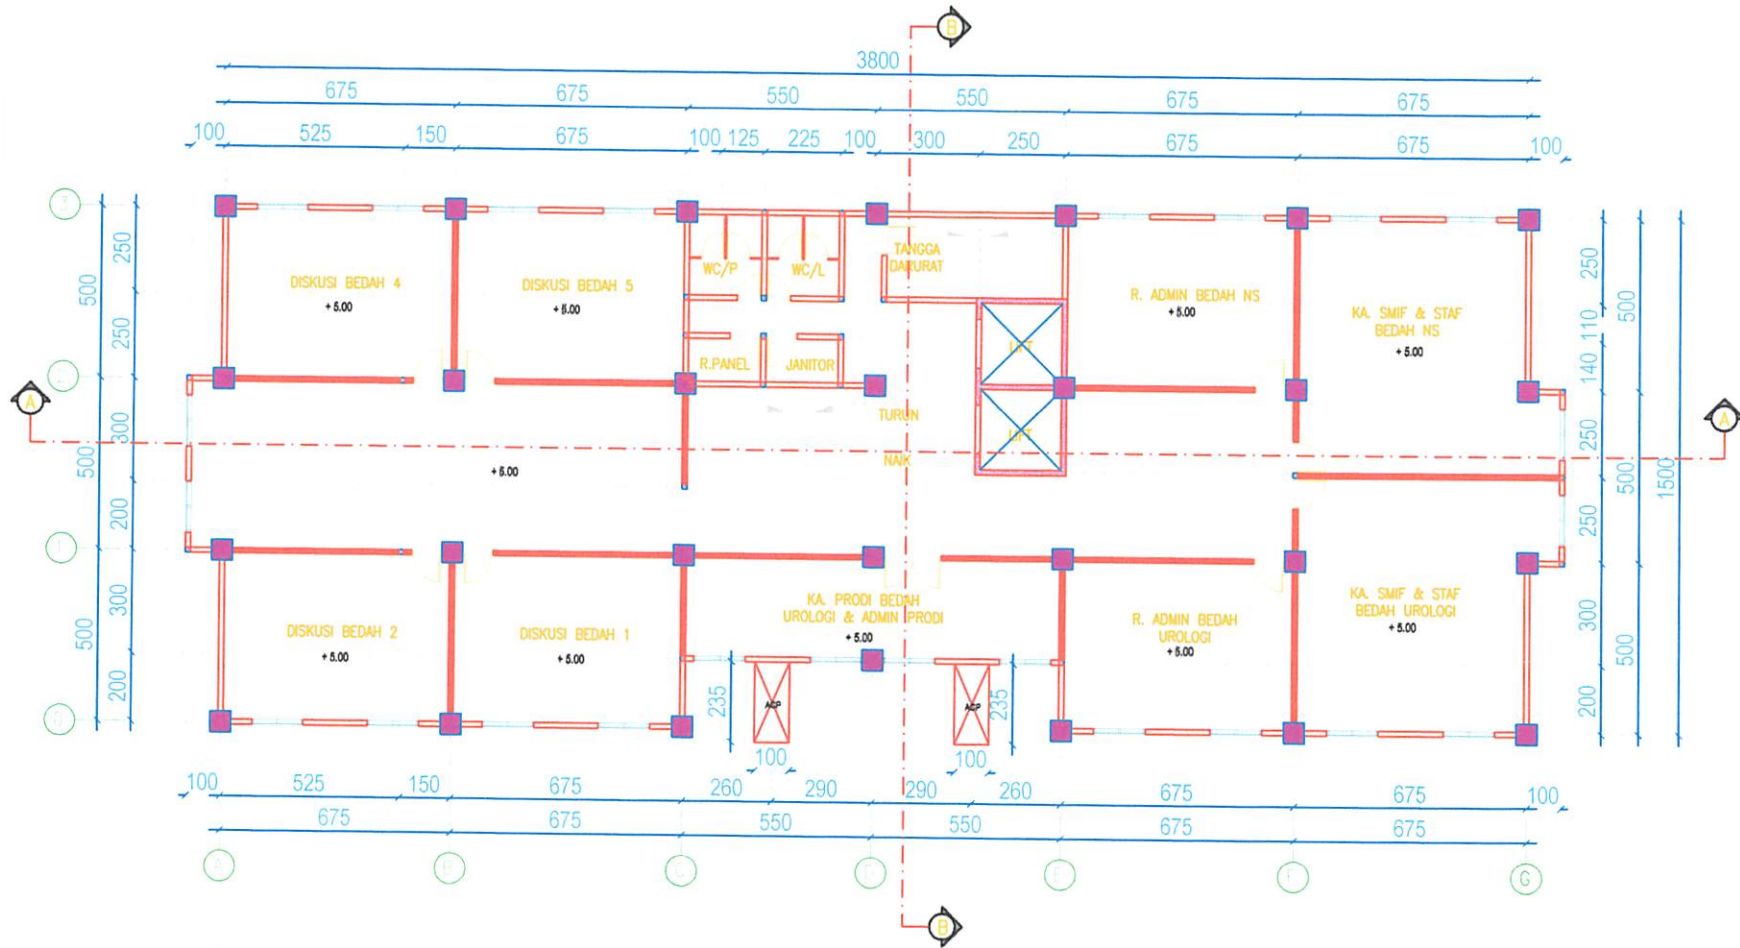 B
3800
675 675 550 550 675 675
100 525 150 675 100 125 225 100 300 250 675 675 100
3
250
500
250
2
A
300
500
200
1
300
500
200
DISKUSI BEDAH 4
+5.00
DISKUSI BEDAH 5
+5.00
WC/P
WC/L
TANGGA
DARURAT
R. ADMIN BEDAH NS
+5.00
KA. SMIF & STAF
BEDAH NS
+5.00
R.PANEL
JANITOR
LIFT
LIFT
TURUN
NAIK
+5.00
250
500
110
140
A
250
500
1500
250
300
500
200
DISKUSI BEDAH 2
+5.00
DISKUSI BEDAH 1
+5.00
KA. PRODI BEDAH
UROLOGI & ADMIN PRODI
+5.00
R. ADMIN BEDAH
UROLOGI
+5.00
KA. SMIF & STAF
BEDAH UROLOGI
+5.00
235
ACP
ACP
235
100
100
100 525 150 675 260 290 290 260 675 675 100
675 675 550 550 675 675
A B C D E F G
B